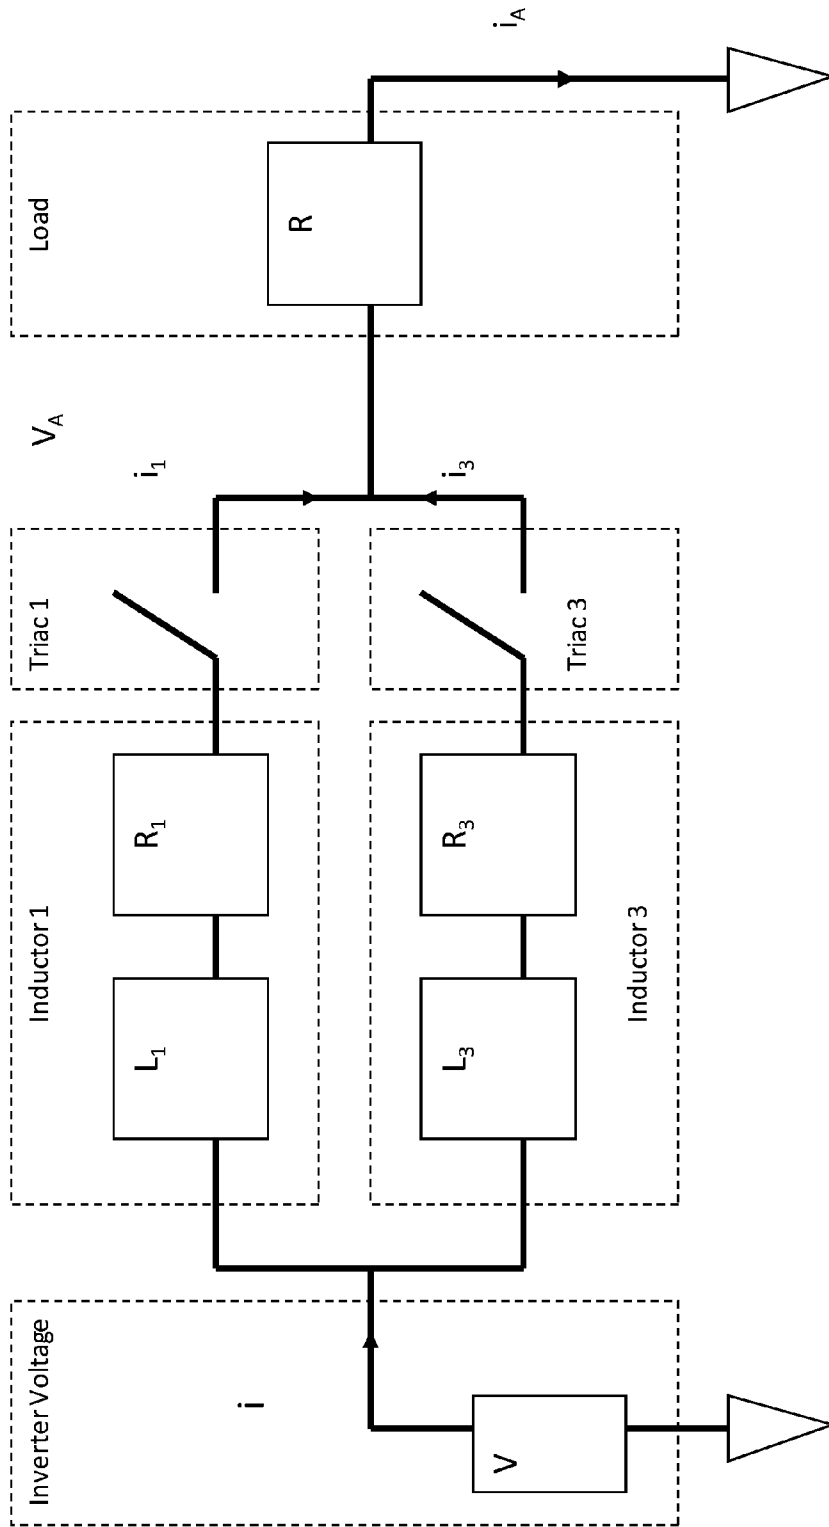 Inverter Voltage
i
V
Inductor 1
L1
R1
Triac 1
i1
VA
L3
R3
Inductor 3
Triac 3
i3
Load
R
iA